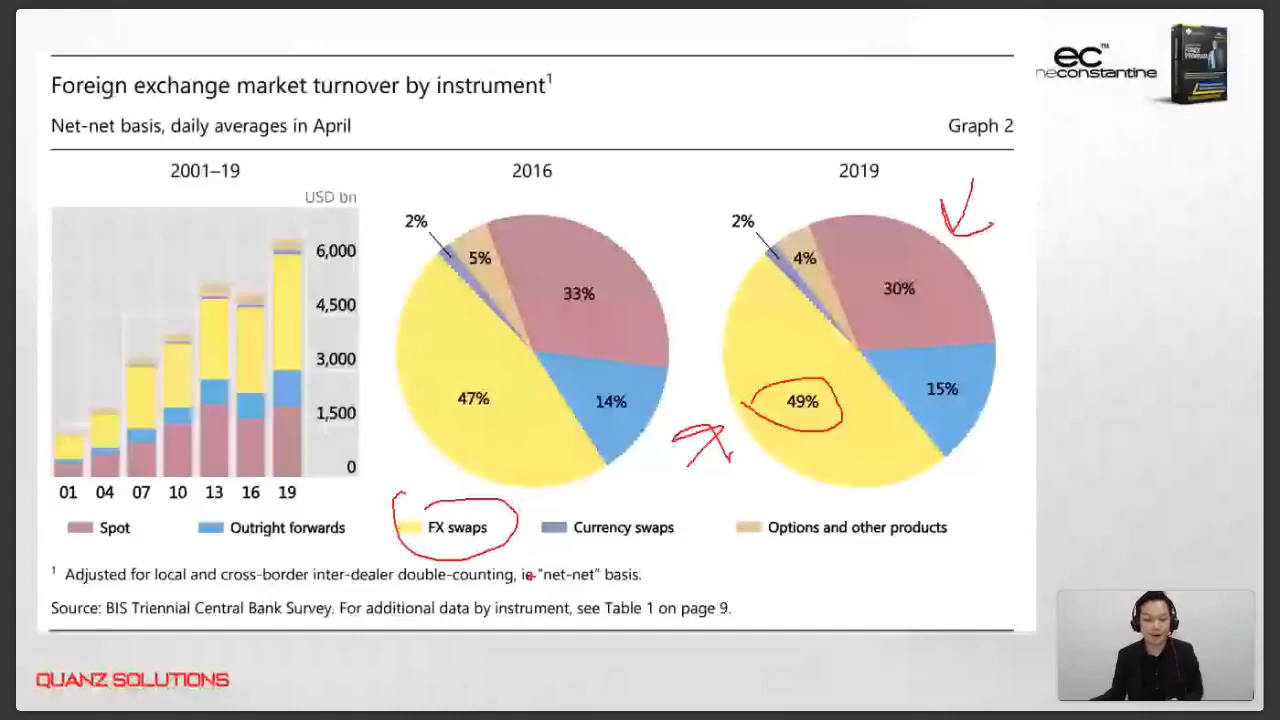 ec™
neconstantine
Foreign exchange market turnover by instrument¹
Net-net basis, daily averages in April
Graph 2
2001–19
2016
2019
USD bn
6,000
4,500
3,000
1,500
0
01 04 07 10 13 16 19
2%
5%
33%
47%
14%
2%
4%
30%
49%
15%
Spot Outright forwards FX swaps Currency swaps Options and other products
¹ Adjusted for local and cross-border inter-dealer double-counting, ie “net-net” basis.
Source: BIS Triennial Central Bank Survey. For additional data by instrument, see Table 1 on page 9.
QUANZ SOLUTIONS